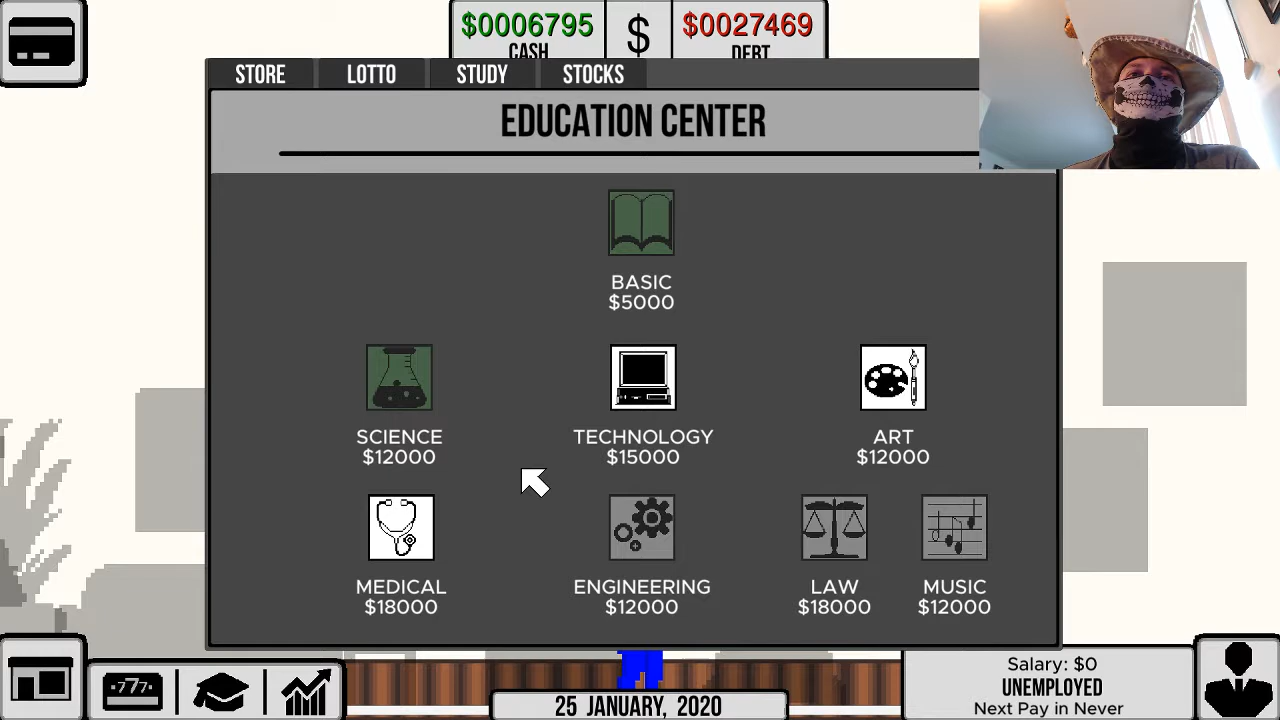 $0006795
CASH
$
$0027469
DEBT
STORE
LOTTO
STUDY
STOCKS
EDUCATION CENTER
BASIC
$5000
SCIENCE
$12000
TECHNOLOGY
$15000
ART
$12000
MEDICAL
$18000
ENGINEERING
$12000
LAW
$18000
MUSIC
$12000
777
25 JANUARY, 2020
Salary: $0
UNEMPLOYED
Next Pay in Never